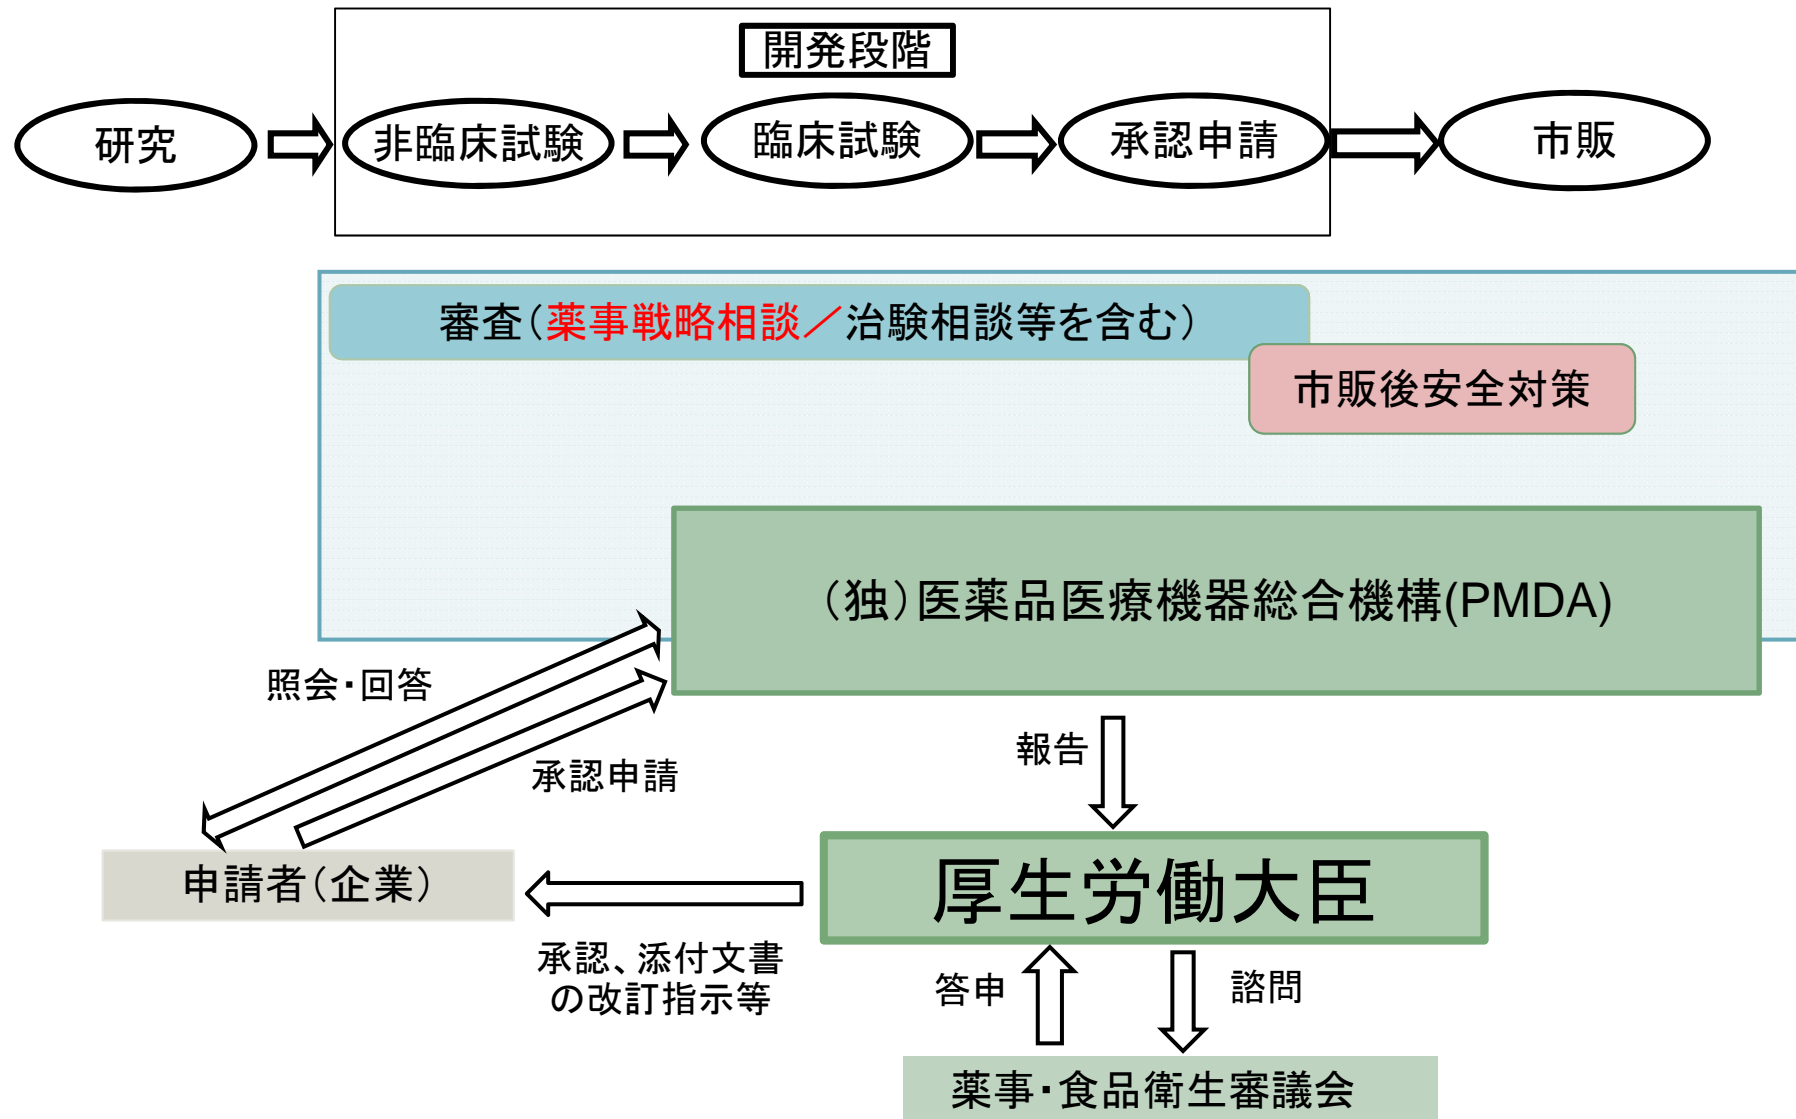 開発段階
研究
非臨床試験
臨床試験
承認申請
市販
審査（薬事戦略相談／治験相談等を含む）
市販後安全対策
（独）医薬品医療機器総合機構(PMDA)
照会・回答
承認申請
報告
申請者（企業）
厚生労働大臣
承認、添付文書
の改訂指示等
答申
諮問
薬事・食品衛生審議会